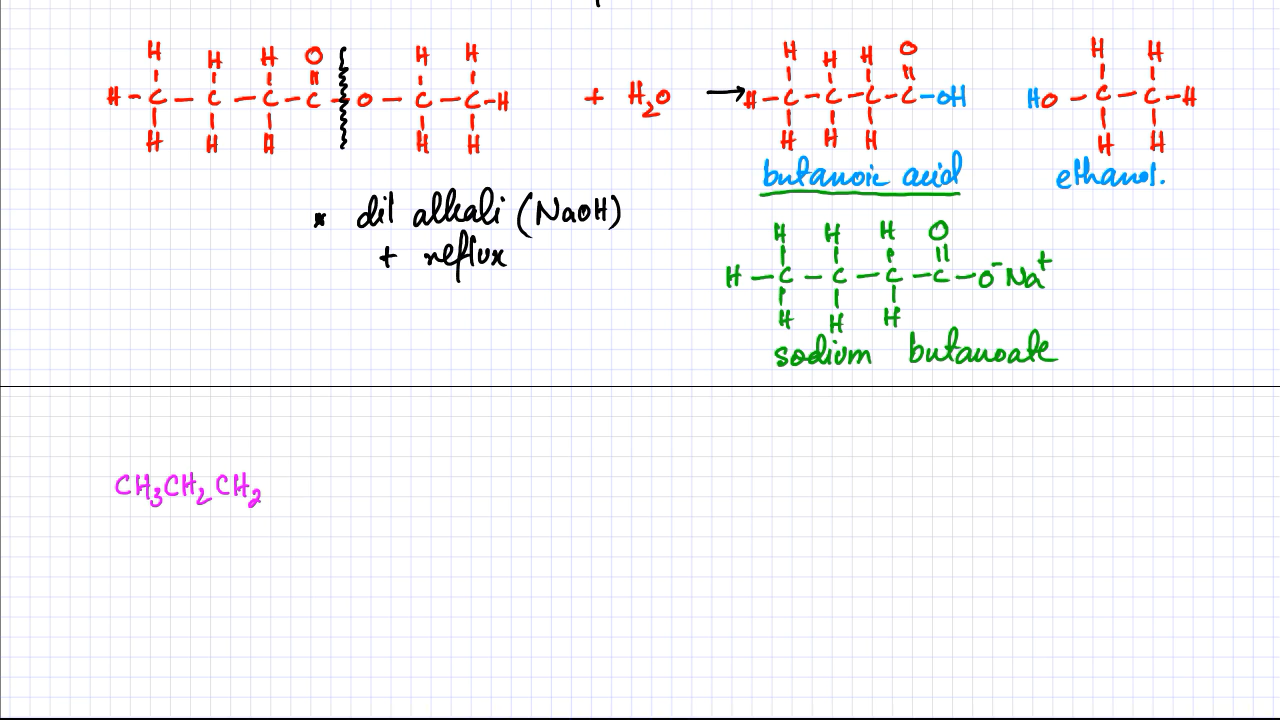 H H H O H H H H H O H H
H-C-C-C-C-O-C-C-H + H₂O → H-C-C-C-C-OH HO-C-C-H
H H H H H H H H H H
butanoic acid ethanol.
* dil alkali (NaOH)
+ reflux
H H H O
H-C-C-C-C-O⁻Na⁺
H H H
sodium butanoate
CH₃CH₂CH₂